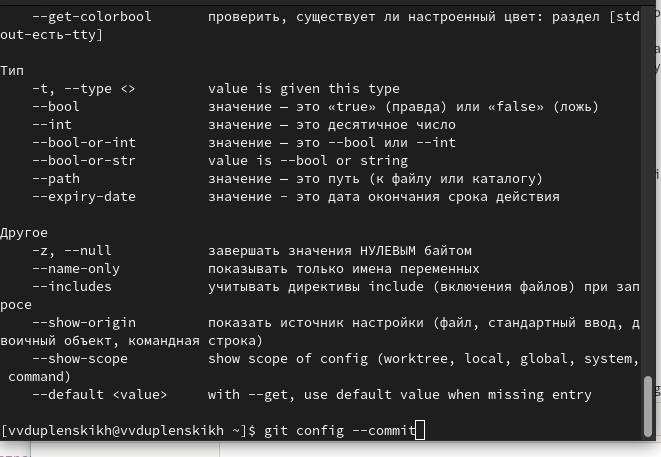 --get-colorbool проверить, существует ли настроенный цвет: раздел [std
out-есть-tty]
Тип
-t, --type <> value is given this type
--bool значение — это «true» (правда) или «false» (ложь)
--int значение — это десятичное число
--bool-or-int значение — это --bool или --int
--bool-or-str value is --bool or string
--path значение — это путь (к файлу или каталогу)
--expiry-date значение - это дата окончания срока действия
Другое
-z, --null завершать значения НУЛЕВЫМ байтом
--name-only показывать только имена переменных
--includes учитывать директивы include (включения файлов) при зап
росе
--show-origin показать источник настройки (файл, стандартный ввод, д
воичный объект, командная строка)
--show-scope show scope of config (worktree, local, global, system,
command)
--default <value> with --get, use default value when missing entry
[vvduplenskikh@vvduplenskikh ~]$ git config --commit